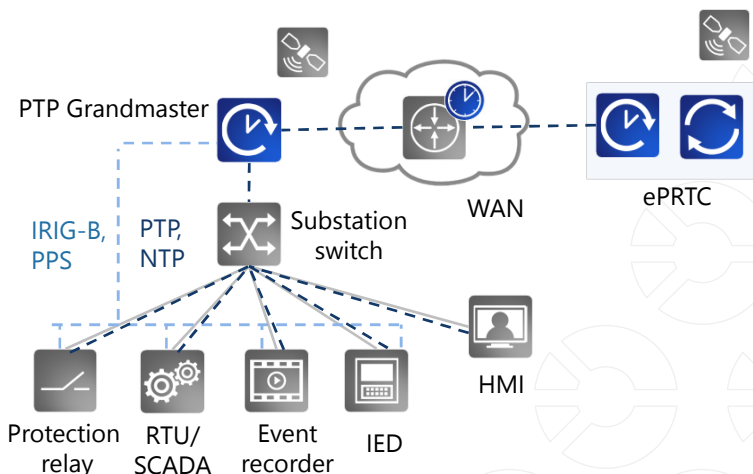 PTP Grandmaster
WAN
ePRTC
IRIG-B,
PPS
PTP,
NTP
Substation
switch
HMI
Protection
relay
RTU/
SCADA
Event
recorder
IED